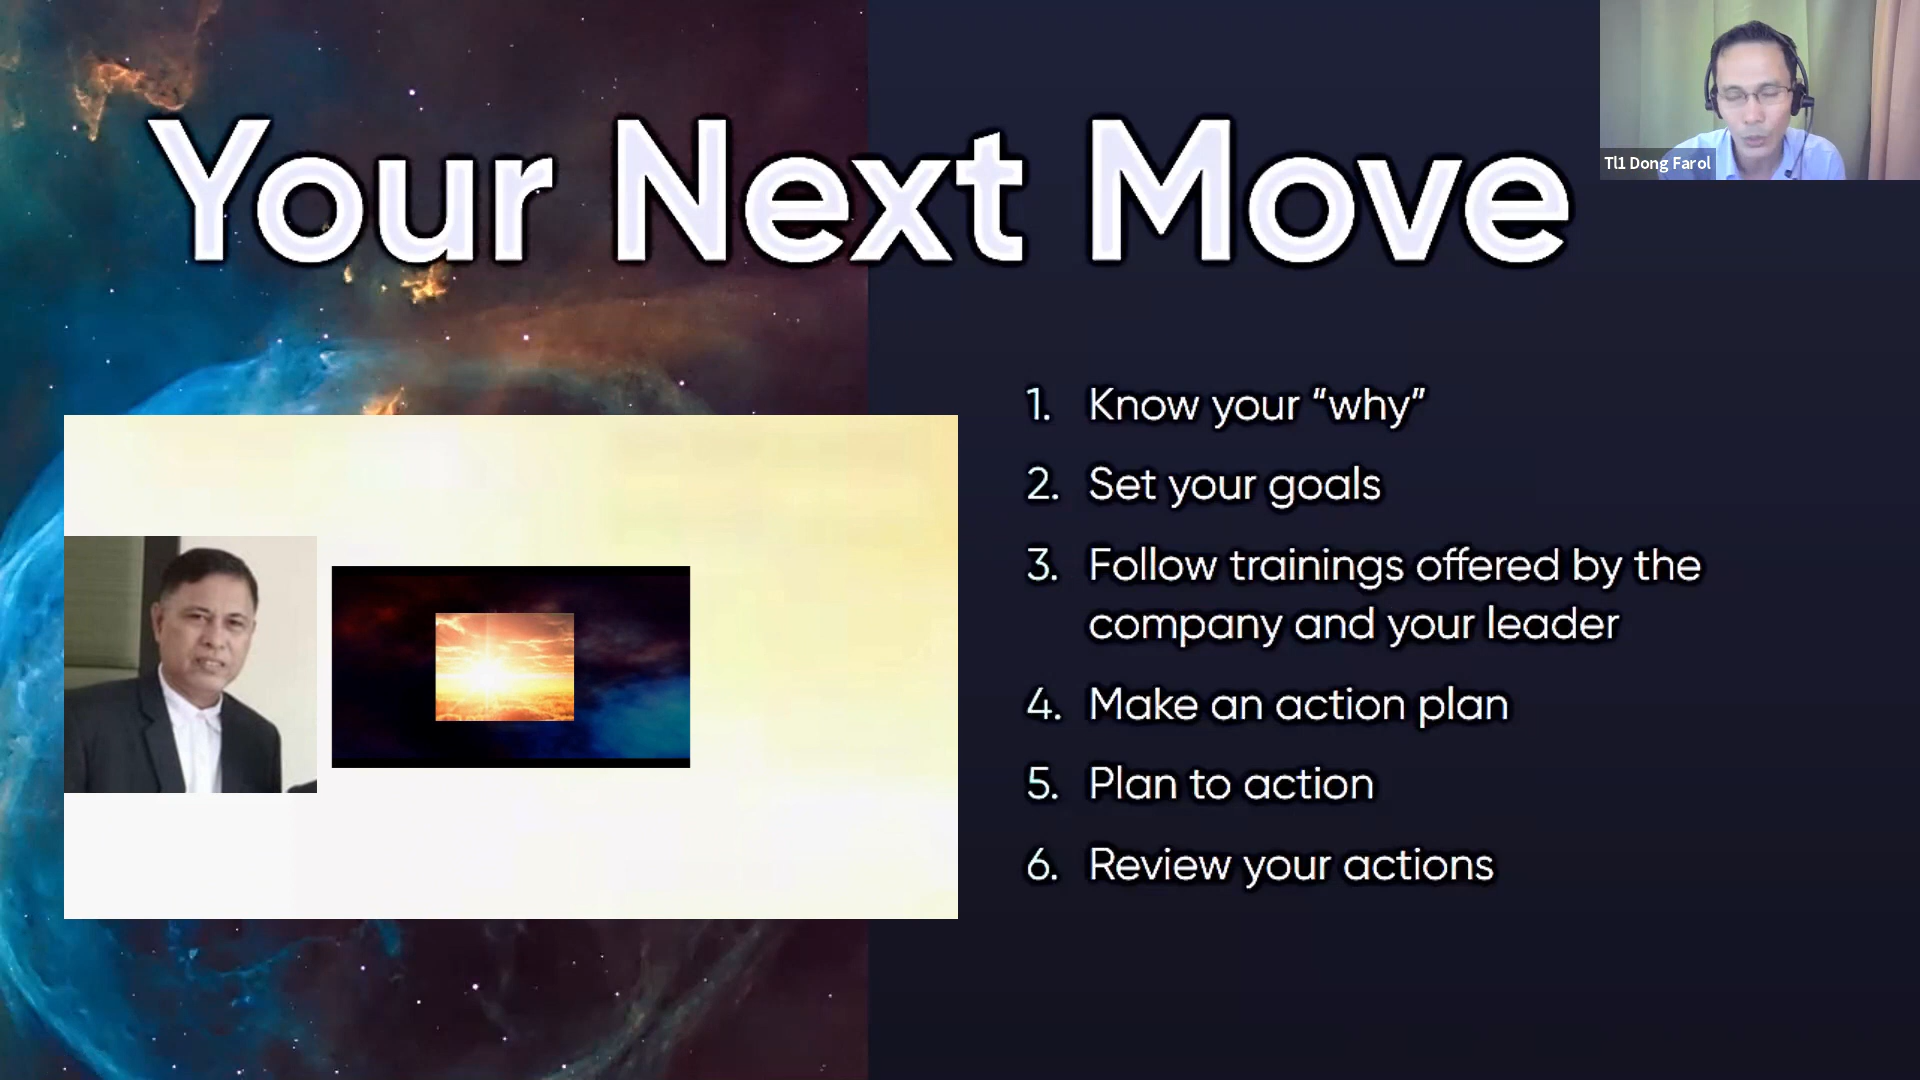 Your Next Move
Tl1 Dong Farol
1. Know your “why”
2. Set your goals
3. Follow trainings offered by the
company and your leader
4. Make an action plan
5. Plan to action
6. Review your actions